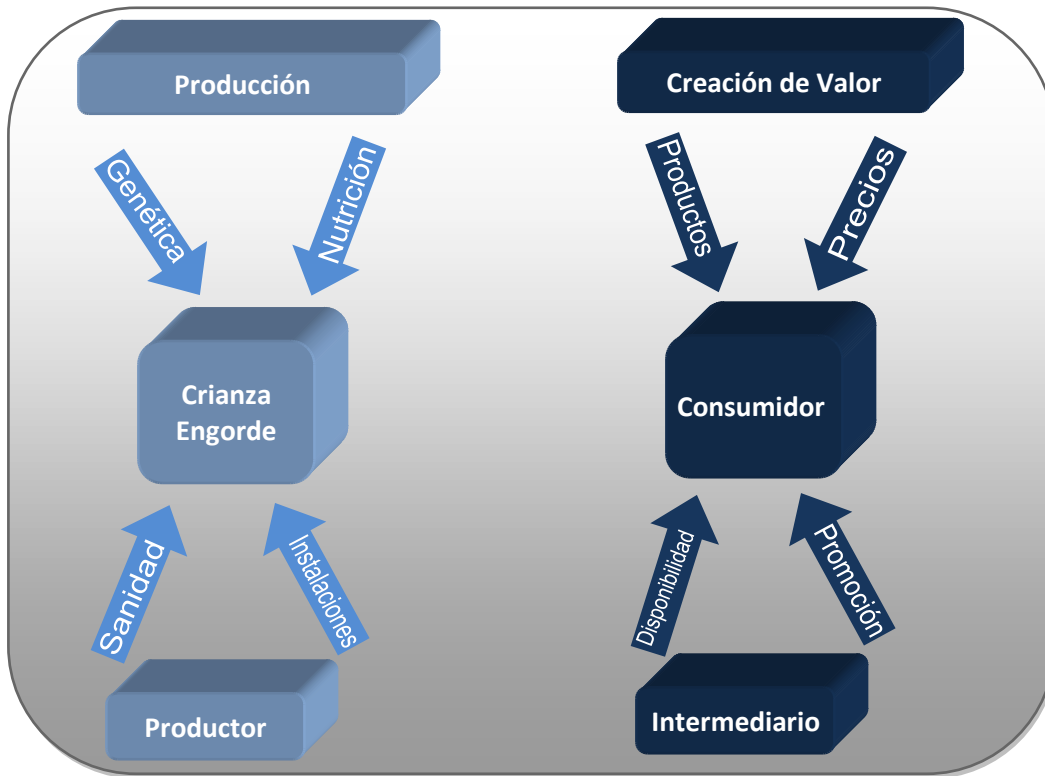 Producción
Genética
Nutrición
Crianza
Engorde
Sanidad
Instalaciones
Productor
Creación de Valor
Productos
Precios
Consumidor
Disponibilidad
Promoción
Intermediario